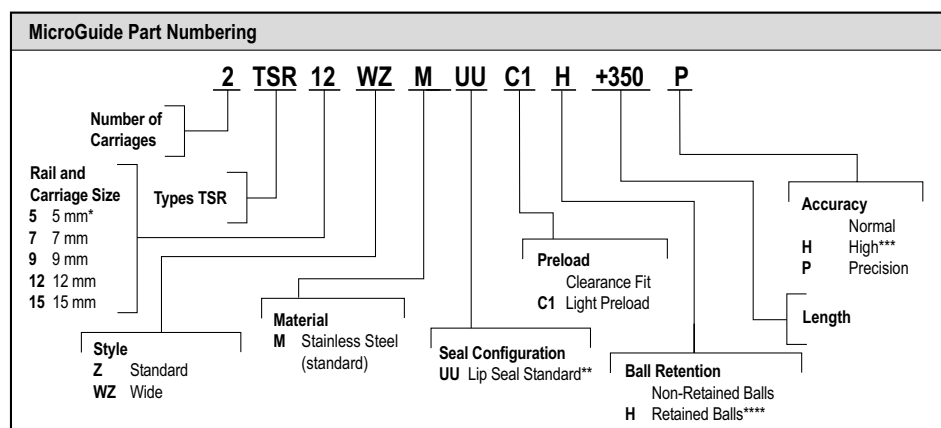 MicroGuide Part Numbering
2 TSR 12 WZ M UU C1 H +350 P
Number of
Carriages
Rail and
Carriage Size
5 5 mm*
7 7 mm
9 9 mm
12 12 mm
15 15 mm
Types TSR
Style
Z Standard
WZ Wide
Material
M Stainless Steel
(standard)
Seal Configuration
UU Lip Seal Standard**
Preload
Clearance Fit
C1 Light Preload
Ball Retention
Non-Retained Balls
H Retained Balls****
Length
Accuracy
Normal
H High***
P Precision